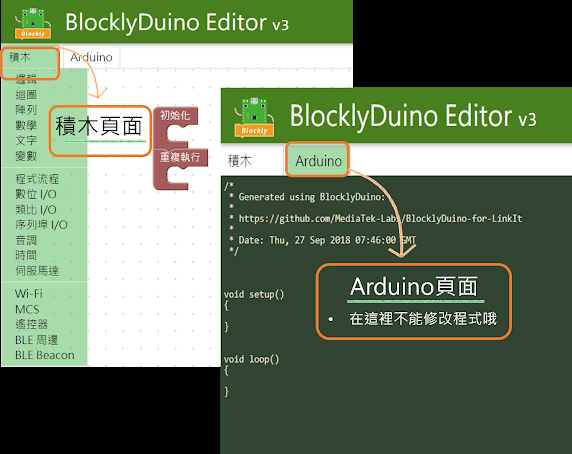 BlocklyDuino Editor v3
Blockly
積木
Arduino
邏輯
迴圈
陣列
數學
文字
變數
程式流程
數位 I/O
類比 I/O
序列埠 I/O
音調
時間
伺服馬達
Wi-Fi
MCS
遙控器
BLE 周邊
BLE Beacon
積木頁面
初始化
重複執行
BlocklyDuino Editor v3
Blockly
積木
Arduino
/*
* Generated using BlocklyDuino:
*
* https://github.com/MediaTek-Labs/BlocklyDuino-for-LinkIt
*
* Date: Thu, 27 Sep 2018 07:46:00 GMT
*/
void setup()
{
}
void loop()
{
}
Arduino頁面
• 在這裡不能修改程式哦